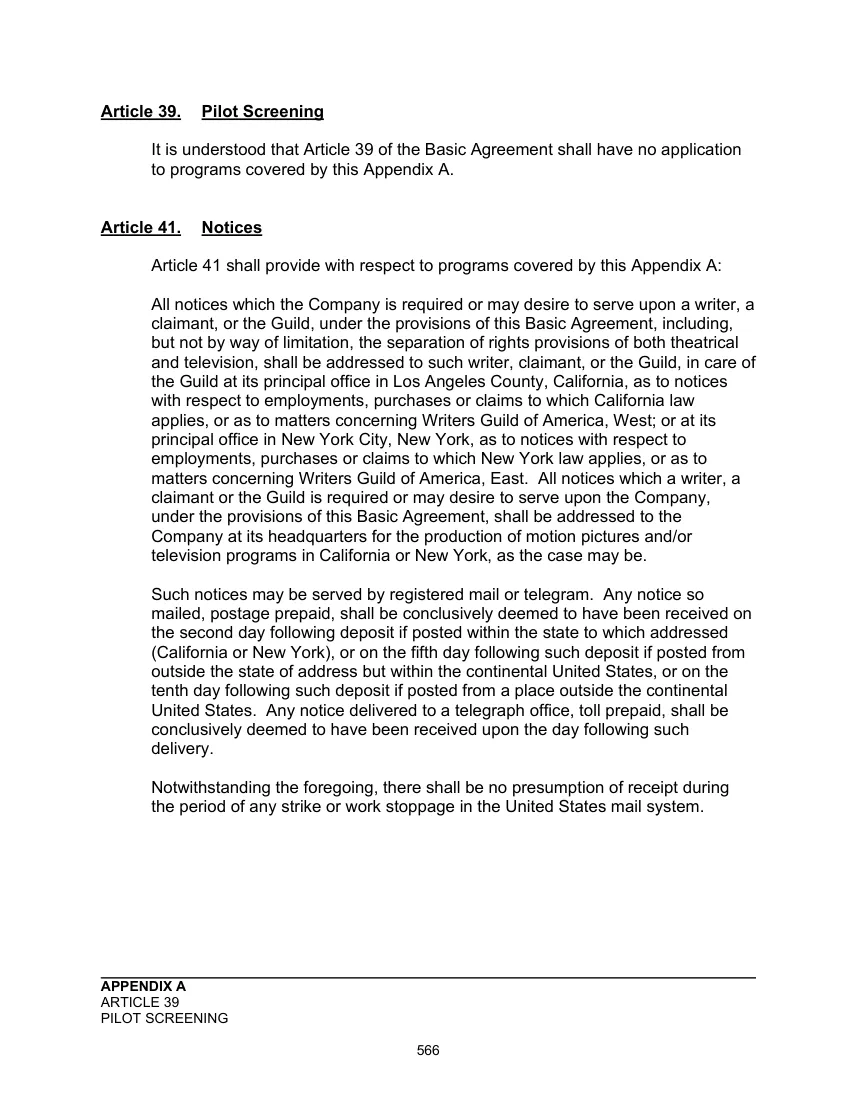 Article 39. Pilot Screening
It is understood that Article 39 of the Basic Agreement shall have no application
to programs covered by this Appendix A.
Article 41. Notices
Article 41 shall provide with respect to programs covered by this Appendix A:
All notices which the Company is required or may desire to serve upon a writer, a
claimant, or the Guild, under the provisions of this Basic Agreement, including,
but not by way of limitation, the separation of rights provisions of both theatrical
and television, shall be addressed to such writer, claimant, or the Guild, in care of
the Guild at its principal office in Los Angeles County, California, as to notices
with respect to employments, purchases or claims to which California law
applies, or as to matters concerning Writers Guild of America, West; or at its
principal office in New York City, New York, as to notices with respect to
employments, purchases or claims to which New York law applies, or as to
matters concerning Writers Guild of America, East.  All notices which a writer, a
claimant or the Guild is required or may desire to serve upon the Company,
under the provisions of this Basic Agreement, shall be addressed to the
Company at its headquarters for the production of motion pictures and/or
television programs in California or New York, as the case may be.
Such notices may be served by registered mail or telegram.  Any notice so
mailed, postage prepaid, shall be conclusively deemed to have been received on
the second day following deposit if posted within the state to which addressed
(California or New York), or on the fifth day following such deposit if posted from
outside the state of address but within the continental United States, or on the
tenth day following such deposit if posted from a place outside the continental
United States.  Any notice delivered to a telegraph office, toll prepaid, shall be
conclusively deemed to have been received upon the day following such
delivery.
Notwithstanding the foregoing, there shall be no presumption of receipt during
the period of any strike or work stoppage in the United States mail system.
APPENDIX A
ARTICLE 39
PILOT SCREENING
566